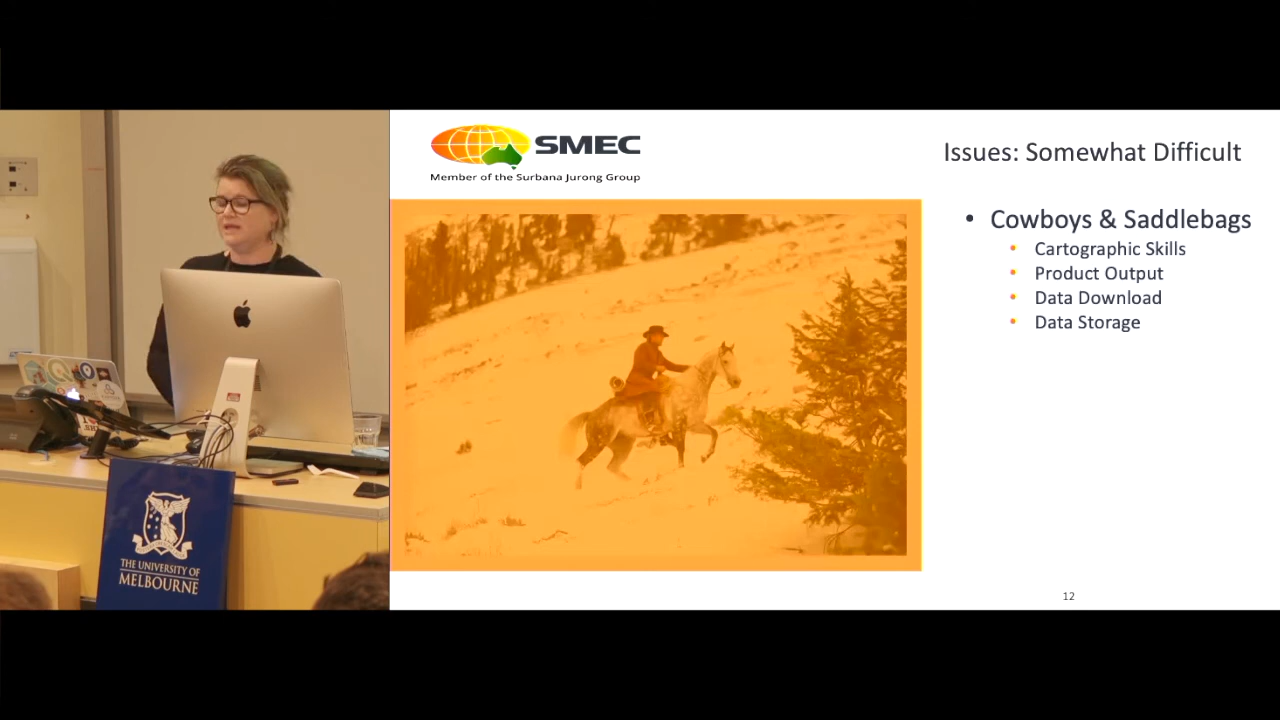 SMEC
Member of the Surbana Jurong Group
Issues: Somewhat Difficult
• Cowboys & Saddlebags
• Cartographic Skills
• Product Output
• Data Download
• Data Storage
12
THE UNIVERSITY OF
MELBOURNE